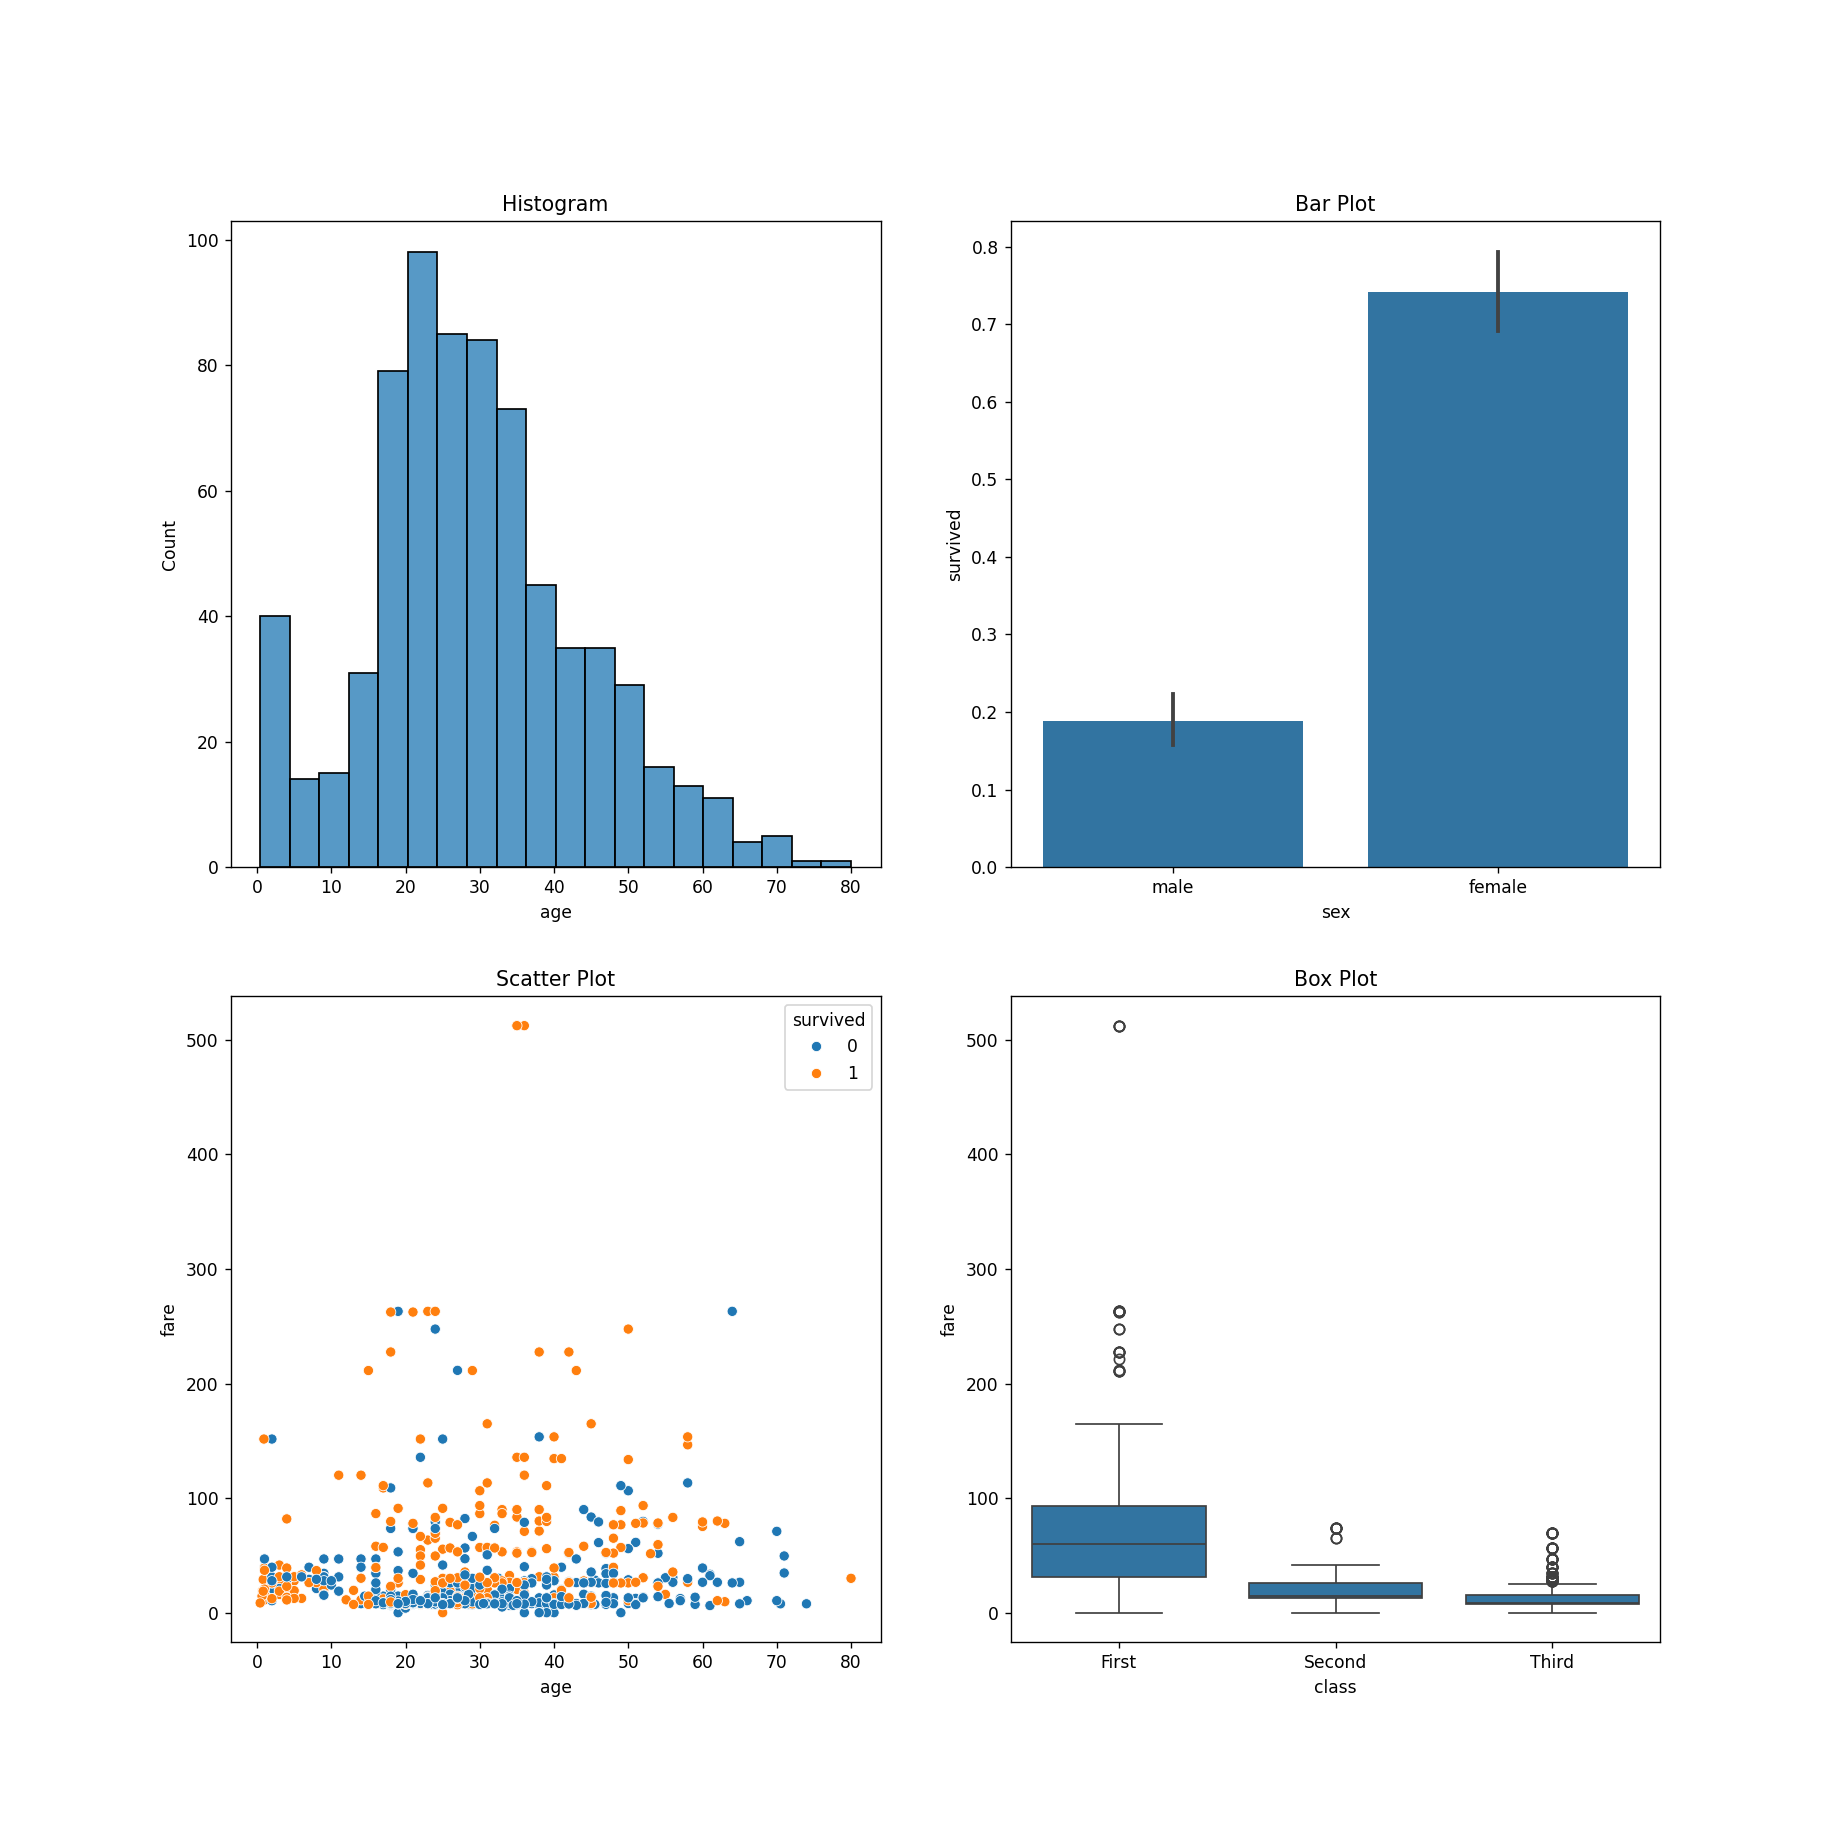 Histogram
Count
100
80
60
40
20
0
0 10 20 30 40 50 60 70 80
age
Bar Plot
survived
0.8
0.7
0.6
0.5
0.4
0.3
0.2
0.1
0.0
male female
sex
Scatter Plot
fare
500
400
300
200
100
0
survived
0
1
0 10 20 30 40 50 60 70 80
age
Box Plot
fare
500
400
300
200
100
0
First Second Third
class